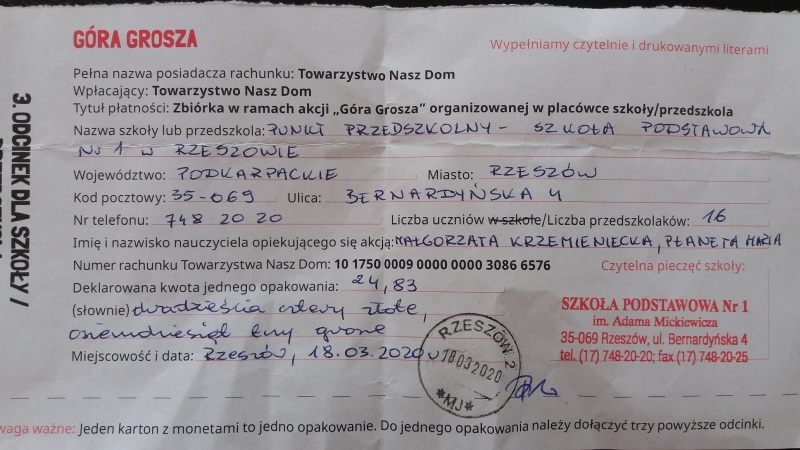 GÓRA GROSZA
Wypełniamy czytelnie i drukowanymi literami
Pełna nazwa posiadacza rachunku: Towarzystwo Nasz Dom
Wpłacający: Towarzystwo Nasz Dom
Tytuł płatności: Zbiórka w ramach akcji „Góra Grosza” organizowanej w placówce szkoły/przedszkola
Nazwa szkoły lub przedszkola: PUNKT PRZEDSZKOLNY - SZKOŁA PODSTAWOWA
Nr 1 W RZESZOWIE
Województwo: PODKARPACKIE Miasto: RZESZÓW
Kod pocztowy: 35-069 Ulica: BERNARDYŃSKA 4
Nr telefonu: 748 20 20 Liczba uczniów w szkole/Liczba przedszkolaków: 16
Imię i nazwisko nauczyciela opiekującego się akcją: MAŁGORZATA KRZEMIENIECKA, PŁANETA MARIA
Numer rachunku Towarzystwa Nasz Dom: 10 1750 0009 0000 0000 3086 6576
Czytelna pieczęć szkoły:
Deklarowana kwota jednego opakowania: 24,83
(słownie) dwadzieścia cztery złote,
osiemdziesiąt trzy grosze
Miejscowość i data: Rzeszów, 18.03.2020
SZKOŁA PODSTAWOWA Nr 1
im. Adama Mickiewicza
35-069 Rzeszów, ul. Bernardyńska 4
tel. (17) 748-20-20; fax (17) 748-20-25
RZESZÓW 2
18032020
*MJ*
Uwaga ważne: Jeden karton z monetami to jedno opakowanie. Do jednego opakowania należy dołączyć trzy powyższe odcinki.
3. ODCINEK DLA SZKOŁY /